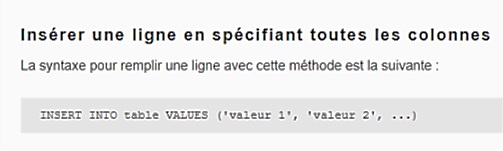 Insérer une ligne en spécifiant toutes les colonnes
La syntaxe pour remplir une ligne avec cette méthode est la suivante :
INSERT INTO table VALUES ('valeur 1', 'valeur 2', ...)